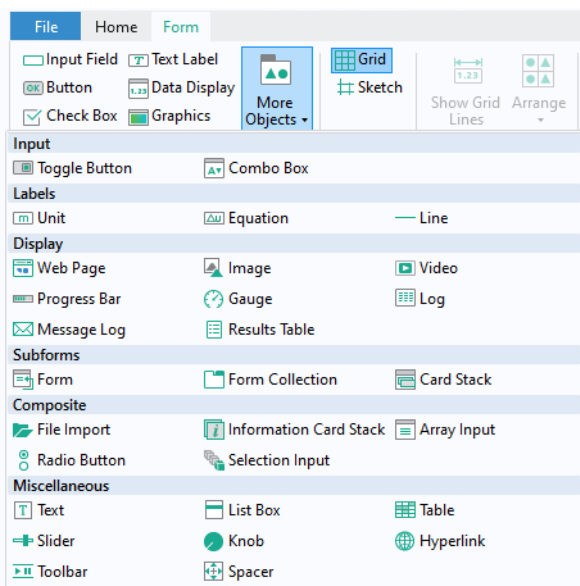 File Home Form
Input Field Text Label
Button Data Display
Check Box Graphics
More
Objects
Grid
Sketch
Show Grid
Lines
Arrange
Input
Toggle Button Combo Box
Labels
Unit Equation Line
Display
Web Page Image Video
Progress Bar Gauge Log
Message Log Results Table
Subforms
Form Form Collection Card Stack
Composite
File Import Information Card Stack Array Input
Radio Button Selection Input
Miscellaneous
Text List Box Table
Slider Knob Hyperlink
Toolbar Spacer